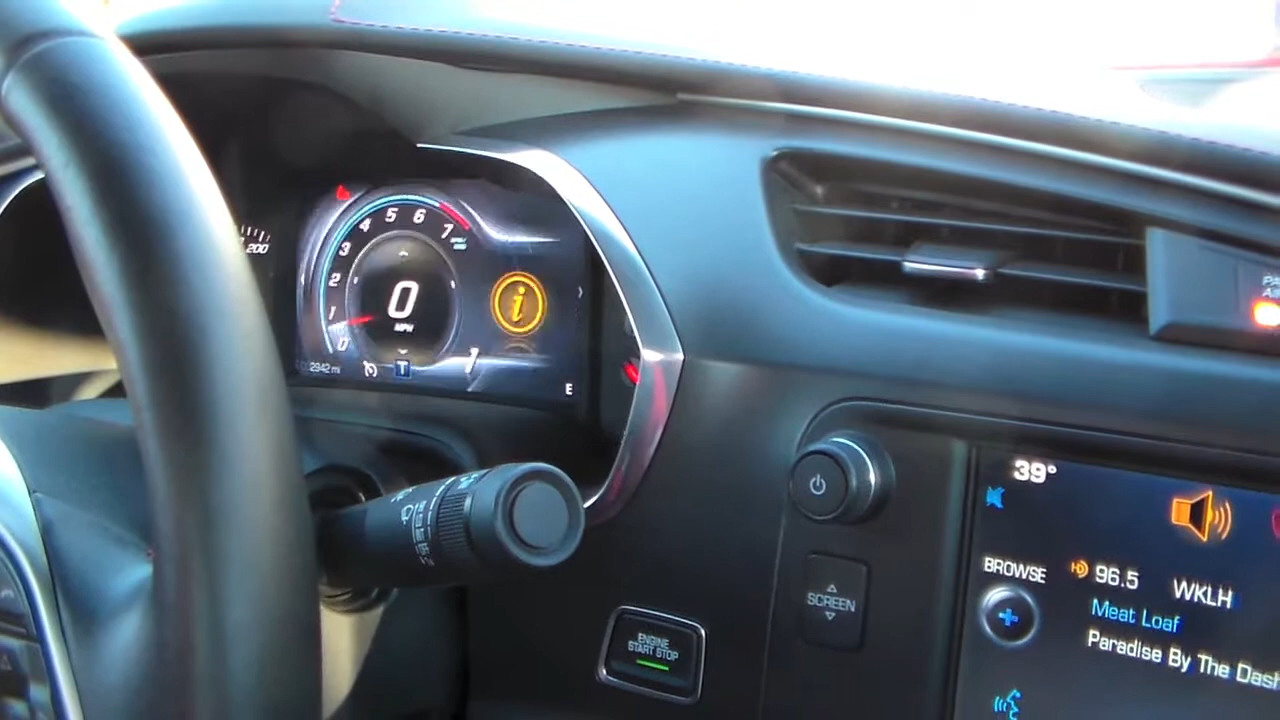 200
0
1
2
3
4
5
6
7
0
MPH
i
2942 mi
T
1
E
39°
BROWSE
96.5 WKLH
Meat Loaf
Paradise By The Dash
SCREEN
ENGINE
START STOP